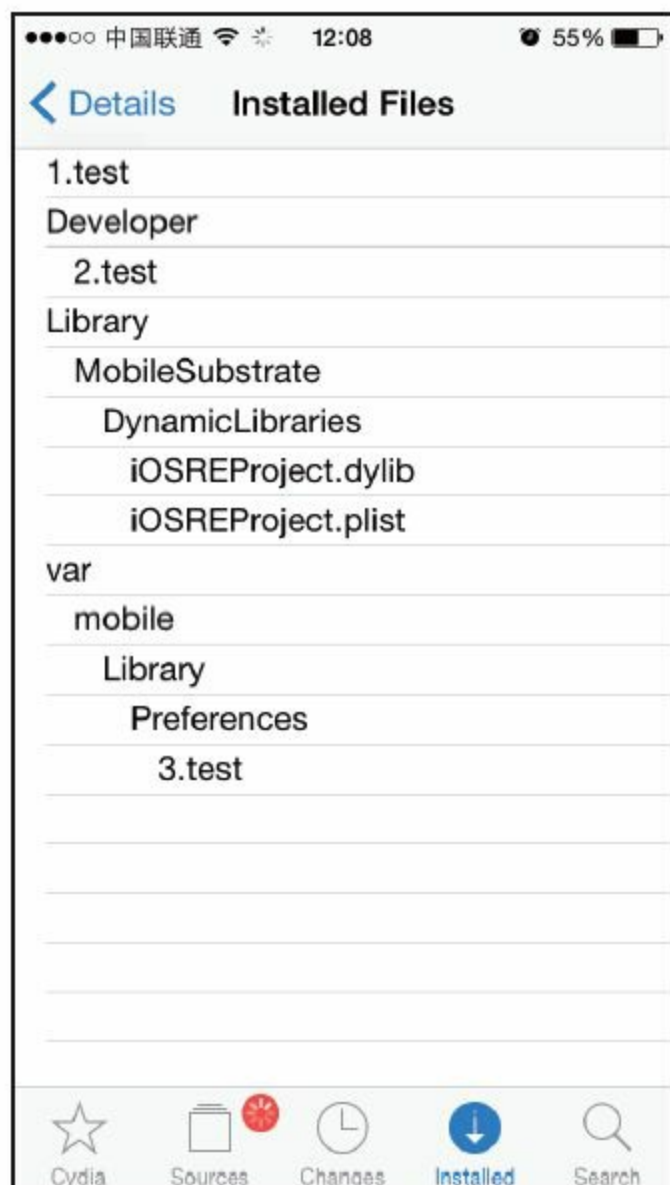 中国联通 12:08 55%
Details Installed Files
1.test
Developer
2.test
Library
MobileSubstrate
DynamicLibraries
iOSREProject.dylib
iOSREProject.plist
var
mobile
Library
Preferences
3.test
Cydia Sources Changes Installed Search